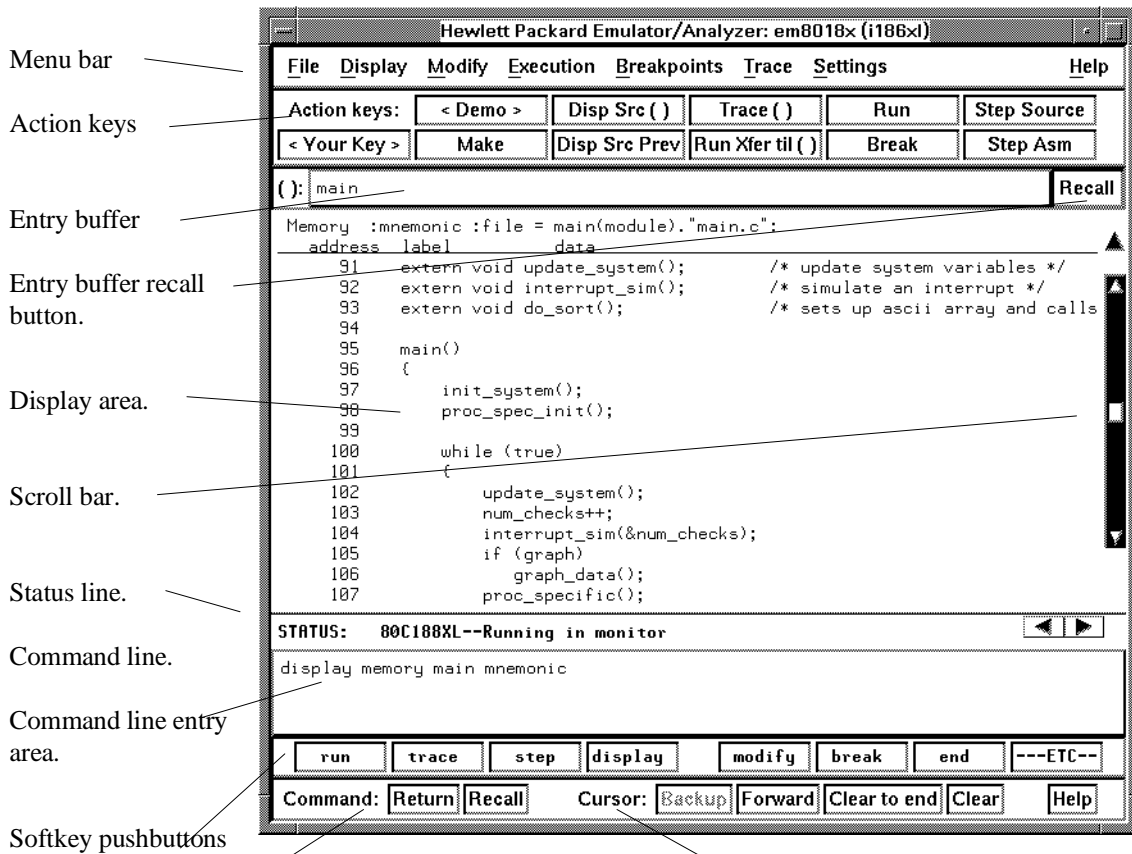 Hewlett Packard Emulator/Analyzer: em8018x (i186xl)
Menu bar
File Display Modify Execution Breakpoints Trace Settings Help
Action keys
Action keys: < Demo > Disp Src ( ) Trace ( ) Run Step Source
< Your Key > Make Disp Src Prev Run Xfer til ( ) Break Step Asm
Entry buffer
( ): main Recall
Entry buffer recall
button.
Memory :mnemonic :file = main(module)."main.c":
address label data
91 extern void update_system(); /* update system variables */
92 extern void interrupt_sim(); /* simulate an interrupt */
93 extern void do_sort(); /* sets up ascii array and calls
94
95 main()
96 {
97 init_system();
98 proc_spec_init();
99
100 while (true)
101 {
102 update_system();
103 num_checks++;
104 interrupt_sim(&num_checks);
105 if (graph)
106 graph_data();
107 proc_specific();
Display area.
Scroll bar.
Status line.
STATUS: 80C188XL--Running in monitor
Command line.
display memory main mnemonic
Command line entry
area.
run trace step display modify break end ---ETC--
Command: Return Recall Cursor: Backup Forward Clear to end Clear Help
Softkey pushbuttons